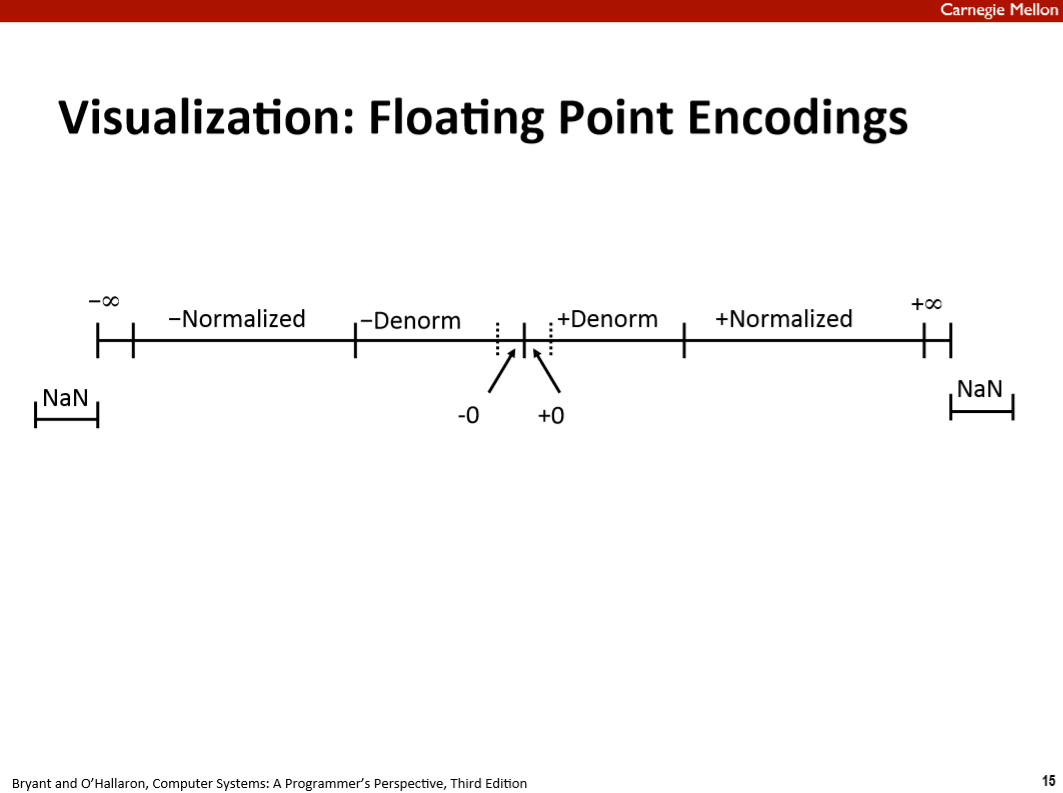 Carnegie Mellon
Visualization: Floating Point Encodings
−∞
+∞
−Normalized
−Denorm
+Denorm
+Normalized
NaN
NaN
-0
+0
Bryant and O’Hallaron, Computer Systems: A Programmer’s Perspective, Third Edition
15